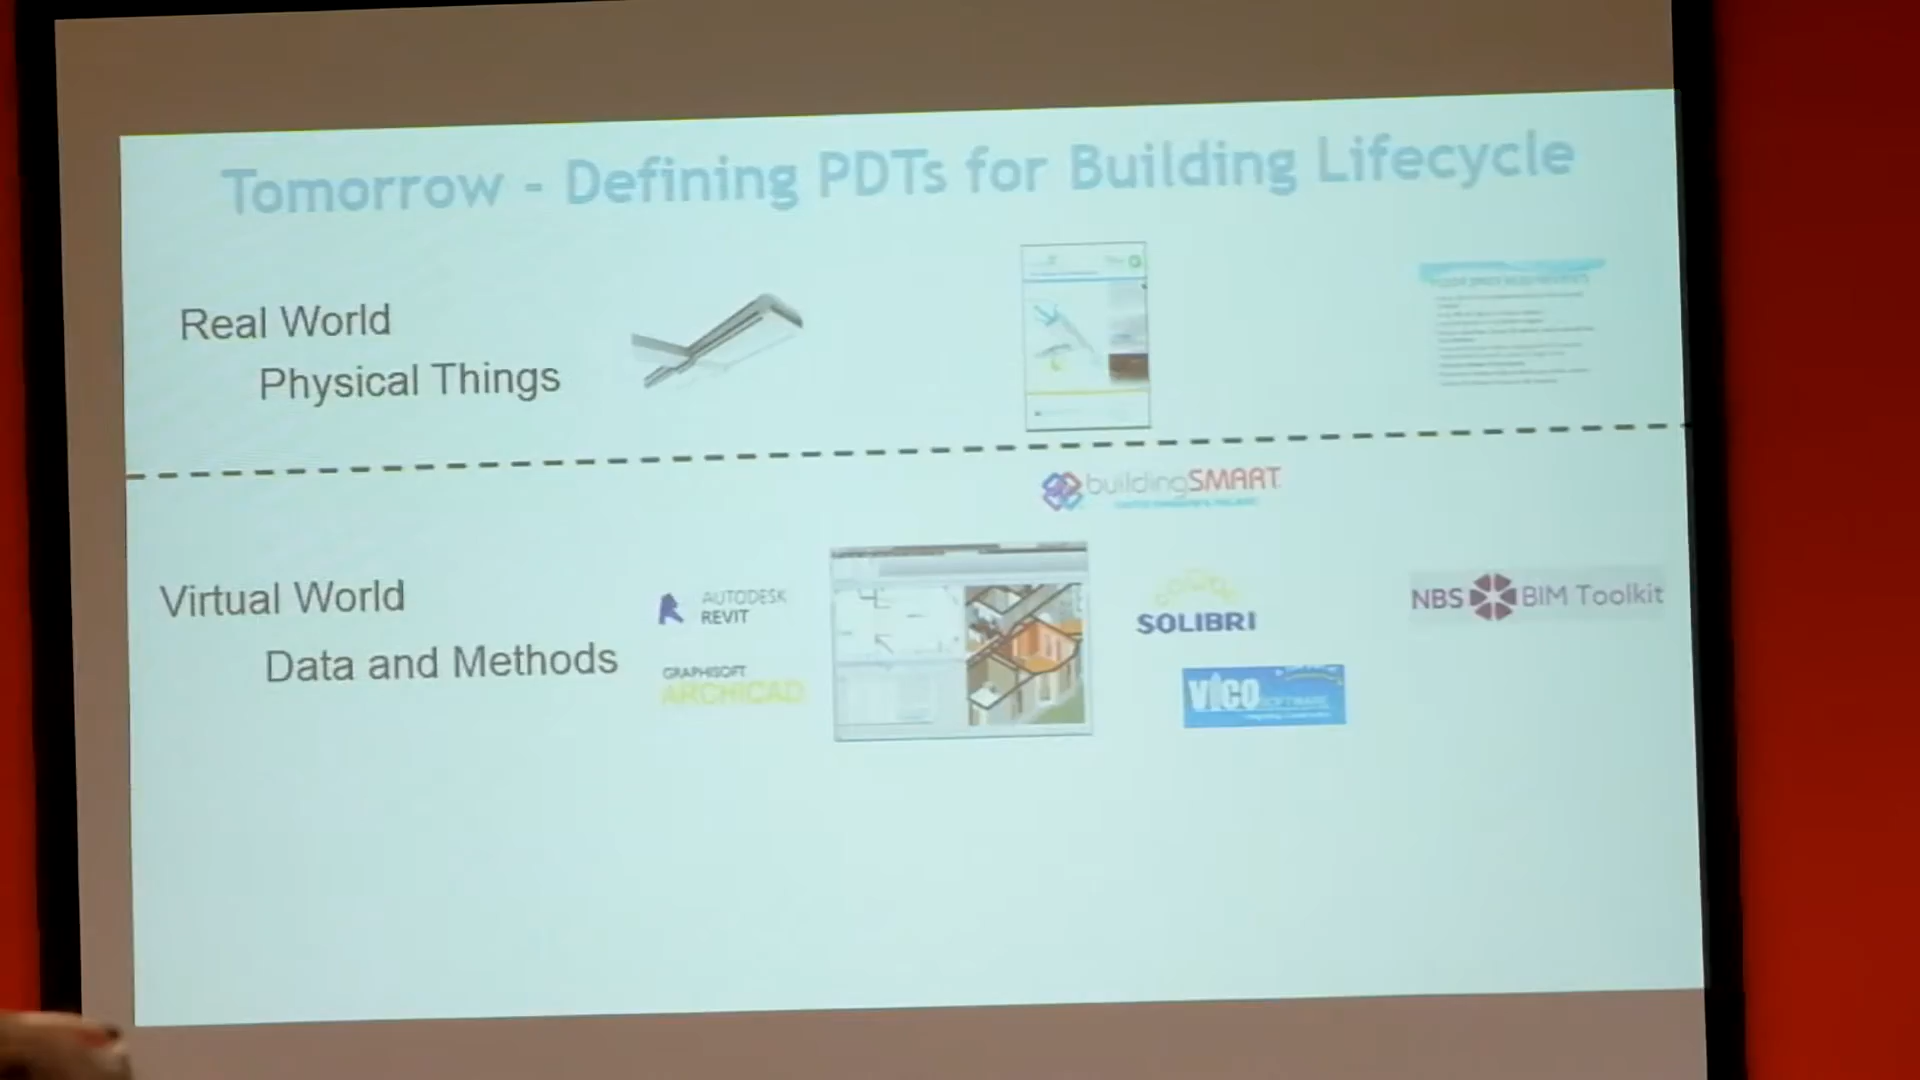 Tomorrow - Defining PDTs for Building Lifecycle
Real World
Physical Things
buildingSMART
Virtual World
Data and Methods
AUTODESK
REVIT
GRAPHISOFT
ARCHICAD
SOLIBRI
VICO SOFTWARE
NBS BIM Toolkit